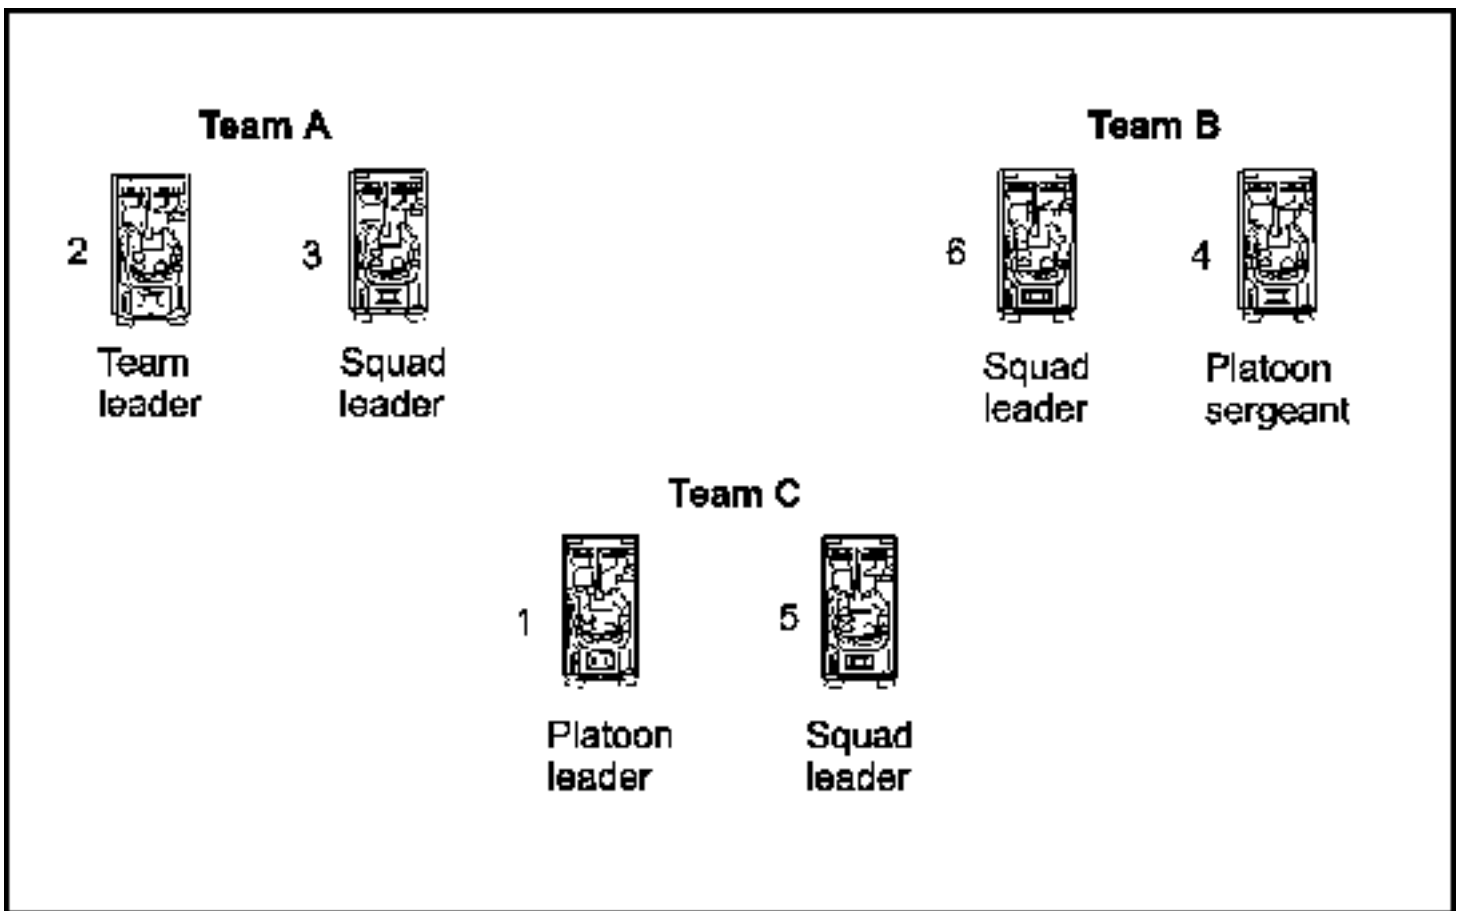 Team A
Team B
2
3
6
4
Team
leader
Squad
leader
Squad
leader
Platoon
sergeant
Team C
1
5
Platoon
leader
Squad
leader